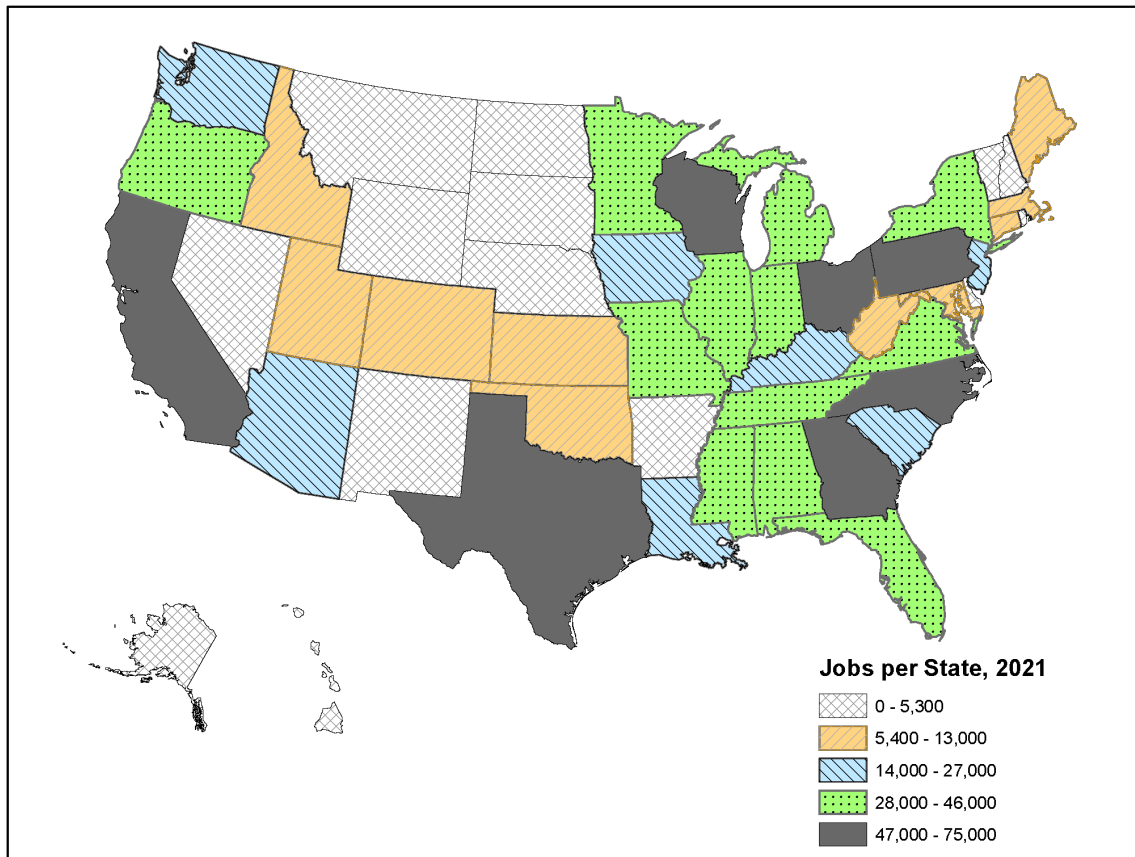 Jobs per State, 2021
0 - 5,300
5,400 - 13,000
14,000 - 27,000
28,000 - 46,000
47,000 - 75,000